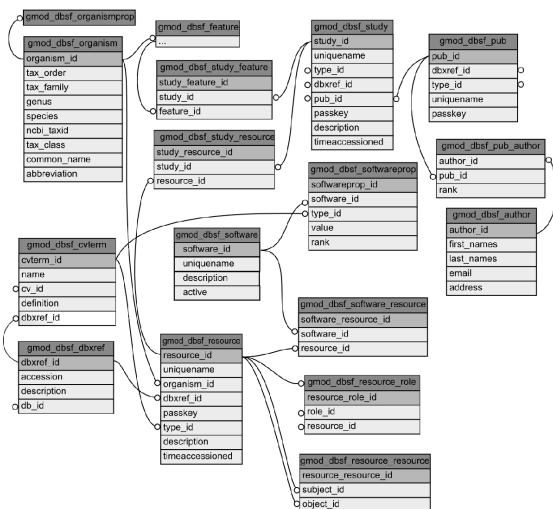 gmod_dbsf_organismprop
gmod_dbsf_organism
organism_id
tax_order
tax_family
genus
species
ncbi_taxid
tax_class
common_name
abbreviation
gmod_dbsf_feature
...
gmod_dbsf_study_feature
study_feature_id
study_id
feature_id
gmod_dbsf_study_resource
study_resource_id
study_id
resource_id
gmod_dbsf_study
study_id
uniquename
type_id
dbxref_id
pub_id
passkey
description
timeaccessioned
gmod_dbsf_pub
pub_id
dbxref_id
type_id
uniquename
passkey
gmod_dbsf_pub_author
author_id
pub_id
rank
gmod_dbsf_author
author_id
first_names
last_names
email
address
gmod_dbsf_softwareprop
softwareprop_id
software_id
type_id
value
rank
gmod_dbsf_software
software_id
uniquename
description
active
gmod_dbsf_cvterm
cvterm_id
name
cv_id
definition
dbxref_id
gmod_dbsf_dbxref
dbxref_id
accession
description
db_id
gmod_dbsf_resource
resource_id
uniquename
organism_id
dbxref_id
passkey
type_id
description
timeaccessioned
gmod_dbsf_software_resource
software_resource_id
software_id
resource_id
gmod_dbsf_resource_role
resource_role_id
role_id
resource_id
gmod_dbsf_resource_resource
resource_resource_id
subject_id
object_id